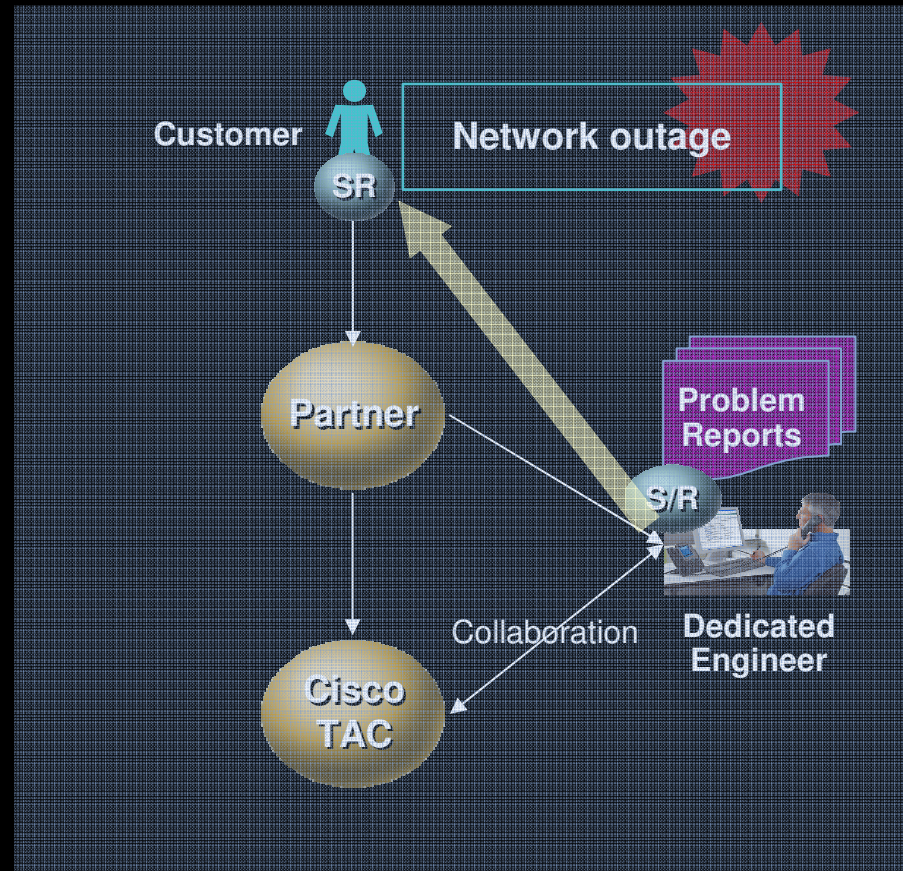 Customer
Network outage
SR
Partner
Problem
Reports
S/R
Collaboration
Dedicated
Engineer
Cisco
TAC